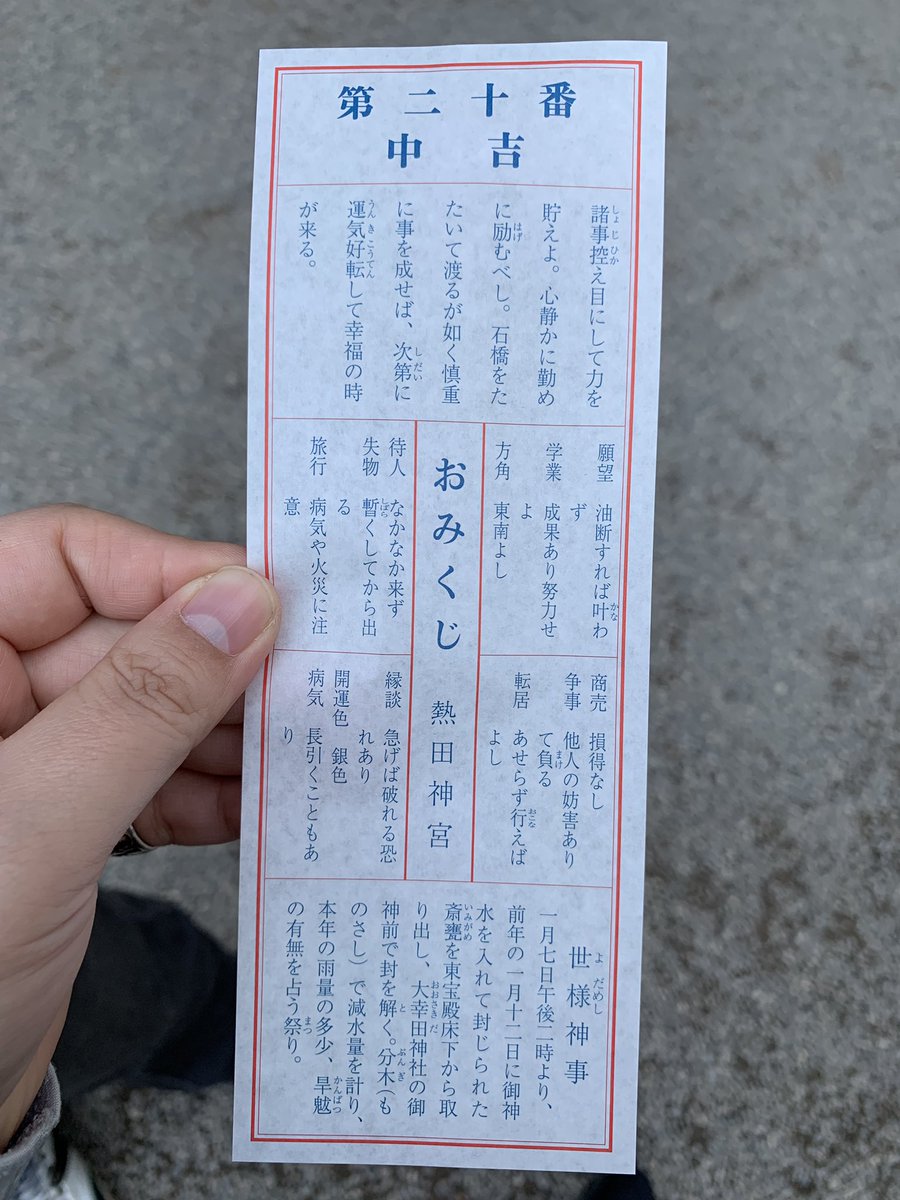 第二十番
中吉
諸事控え目にして力を
貯えよ。心静かに勤め
に励むべし。石橋をた
たいて渡るが如く慎重
に事を成せば、次第に
運気好転して幸福の時
が来る。
願望 油断すれば叶わ
ず
学業 成果あり努力せ
よ
方角 東南よし
おみくじ 熱田神宮
待人 なかなか来ず
失物 暫くしてから出
る
旅行 病気や火災に注
意
商売 損得なし
争事 他人の妨害あり
て負る
転居 あせらず行えば
よし
縁談 急げば破れる恐
れあり
開運色 銀色
病気 長引くこともあ
り
世様神事
一月七日午後二時より、
前年の一月十二日に御神
水を入れて封じられた
斎甕を東宝殿床下から取
り出し、大幸田神社の御
神前で封を解く。分木(も
のさし)で減水量を計り、
本年の雨量の多少、旱魃
の有無を占う祭り。